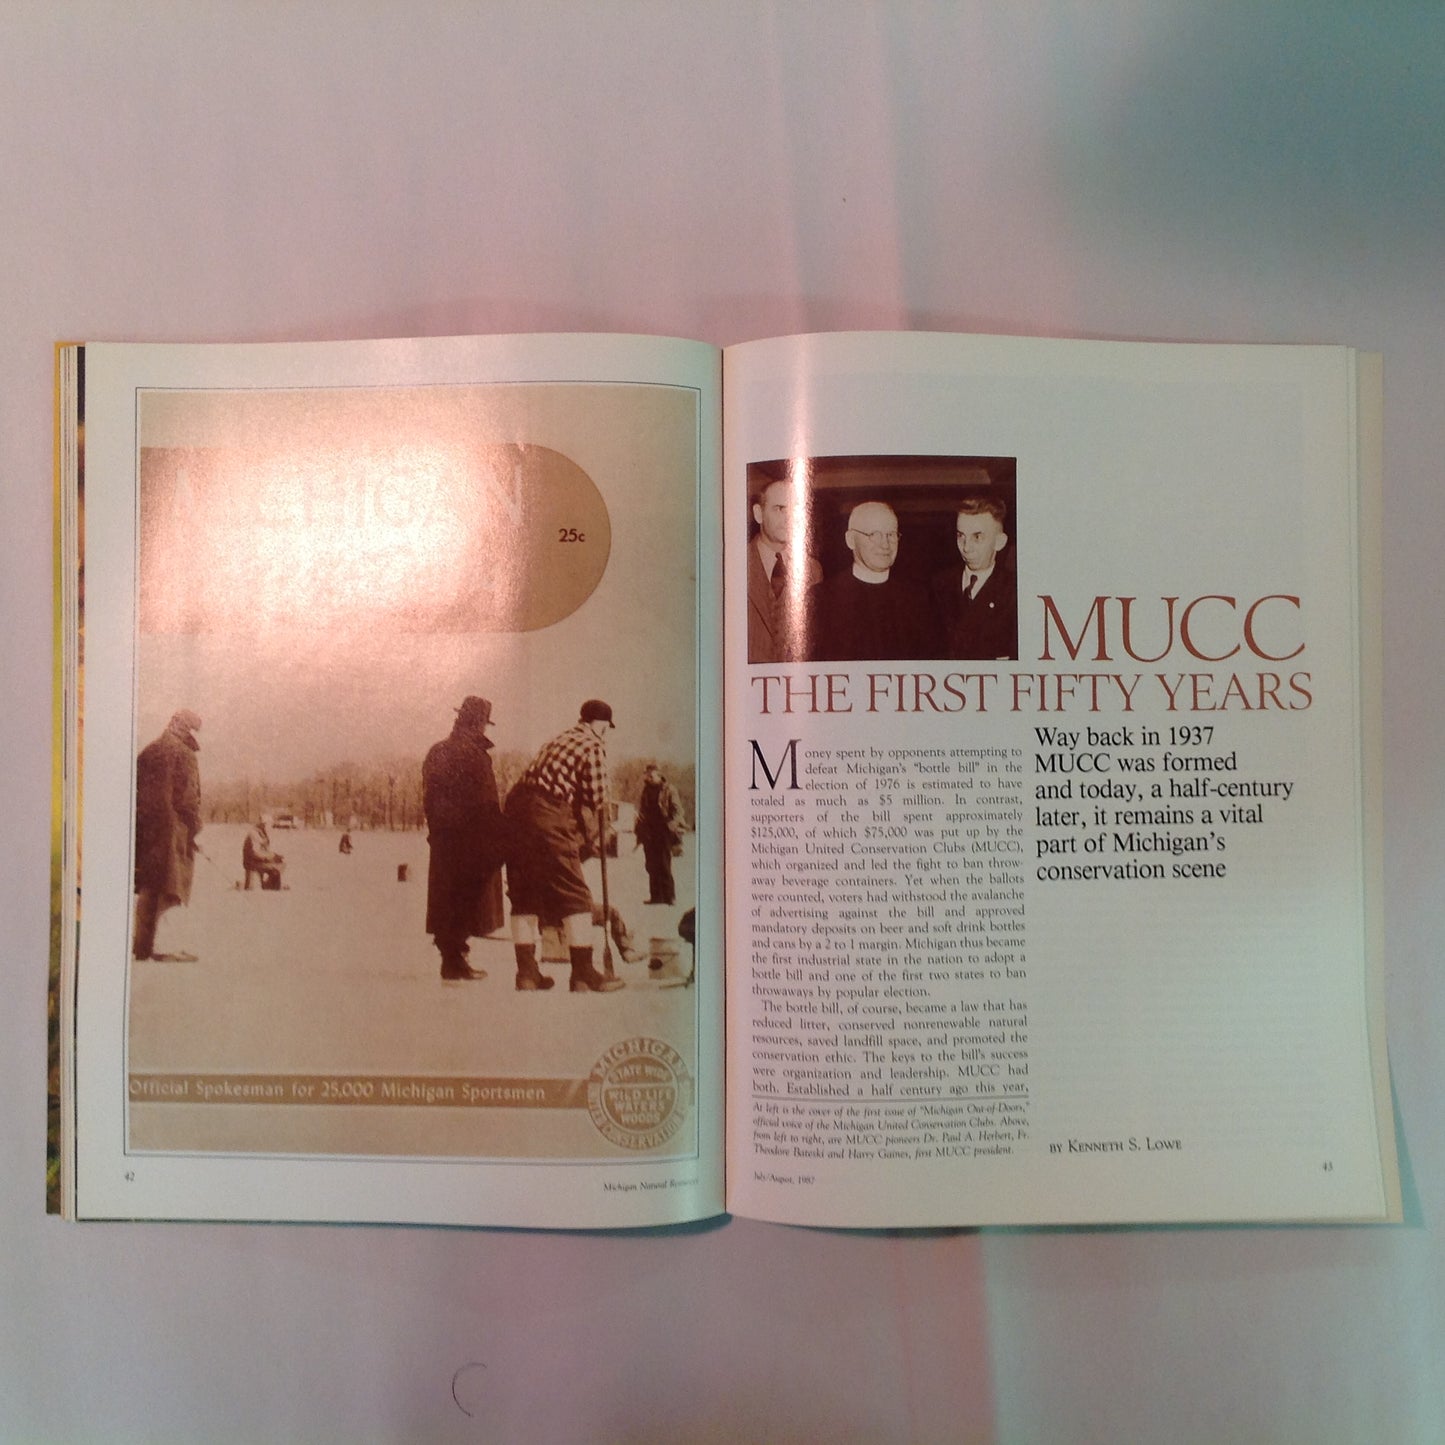 MICHIGAN
25c
Official Spokesman for 25,000 Michigan Sportsmen
MICHIGAN
STATE WIDE
WILD LIFE
WATERS
WOODS
CONSERVATION
42
Michigan Natural
MUCC
THE FIRST FIFTY YEARS
Way back in 1937
MUCC was formed
and today, a half-century
later, it remains a vital
part of Michigan's
conservation scene
Money spent by opponents attempting to
defeat Michigan's "bottle bill" in the
election of 1976 is estimated to have
totaled as much as $5 million. In contrast,
supporters of the bill spent approximately
$125,000, of which $75,000 was put up by the
Michigan United Conservation Clubs (MUCC),
which organized and led the fight to ban throw-
away beverage containers. Yet when the ballots
were counted, voters had withstood the avalanche
of advertising against the bill and approved
mandatory deposits on beer and soft drink bottles
and cans by a 2 to 1 margin. Michigan thus became
the first industrial state in the nation to adopt a
bottle bill and one of the first two states to ban
throwaways by popular election.
The bottle bill, of course, became a law that has
reduced litter, conserved nonrenewable natural
resources, saved landfill space, and promoted the
conservation ethic. The keys to the bill's success
were organization and leadership. MUCC had
both. Established a half century ago this year,
At left is the cover of the first issue of "Michigan Out-of-Doors,"
official voice of the Michigan United Conservation Clubs. Above,
from left to right, are MUCC pioneers Dr. Paul A. Herbert, Fr.
Theodore Bateski and Harry Gaines, first MUCC president.
BY KENNETH S. LOWE
July/August, 1987
43